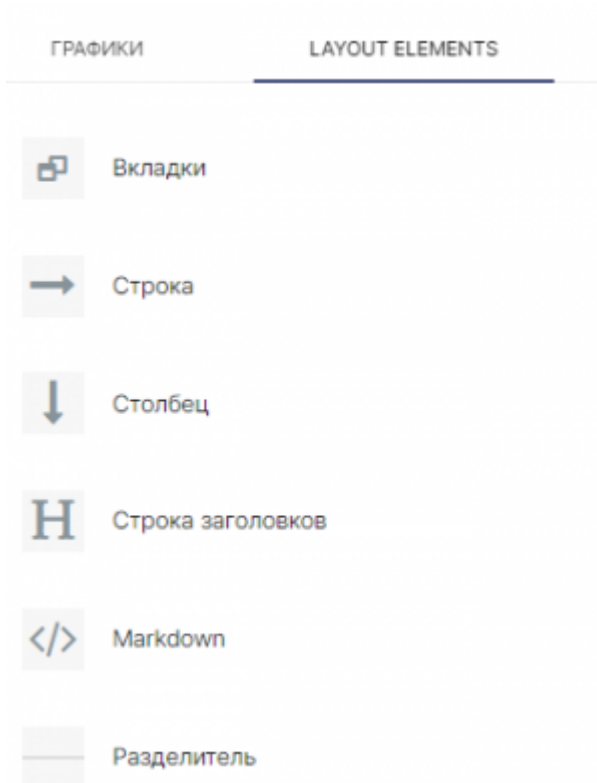 ГРАФИКИ LAYOUT ELEMENTS
Вкладки
Строка
Столбец
H Строка заголовков
</> Markdown
Разделитель